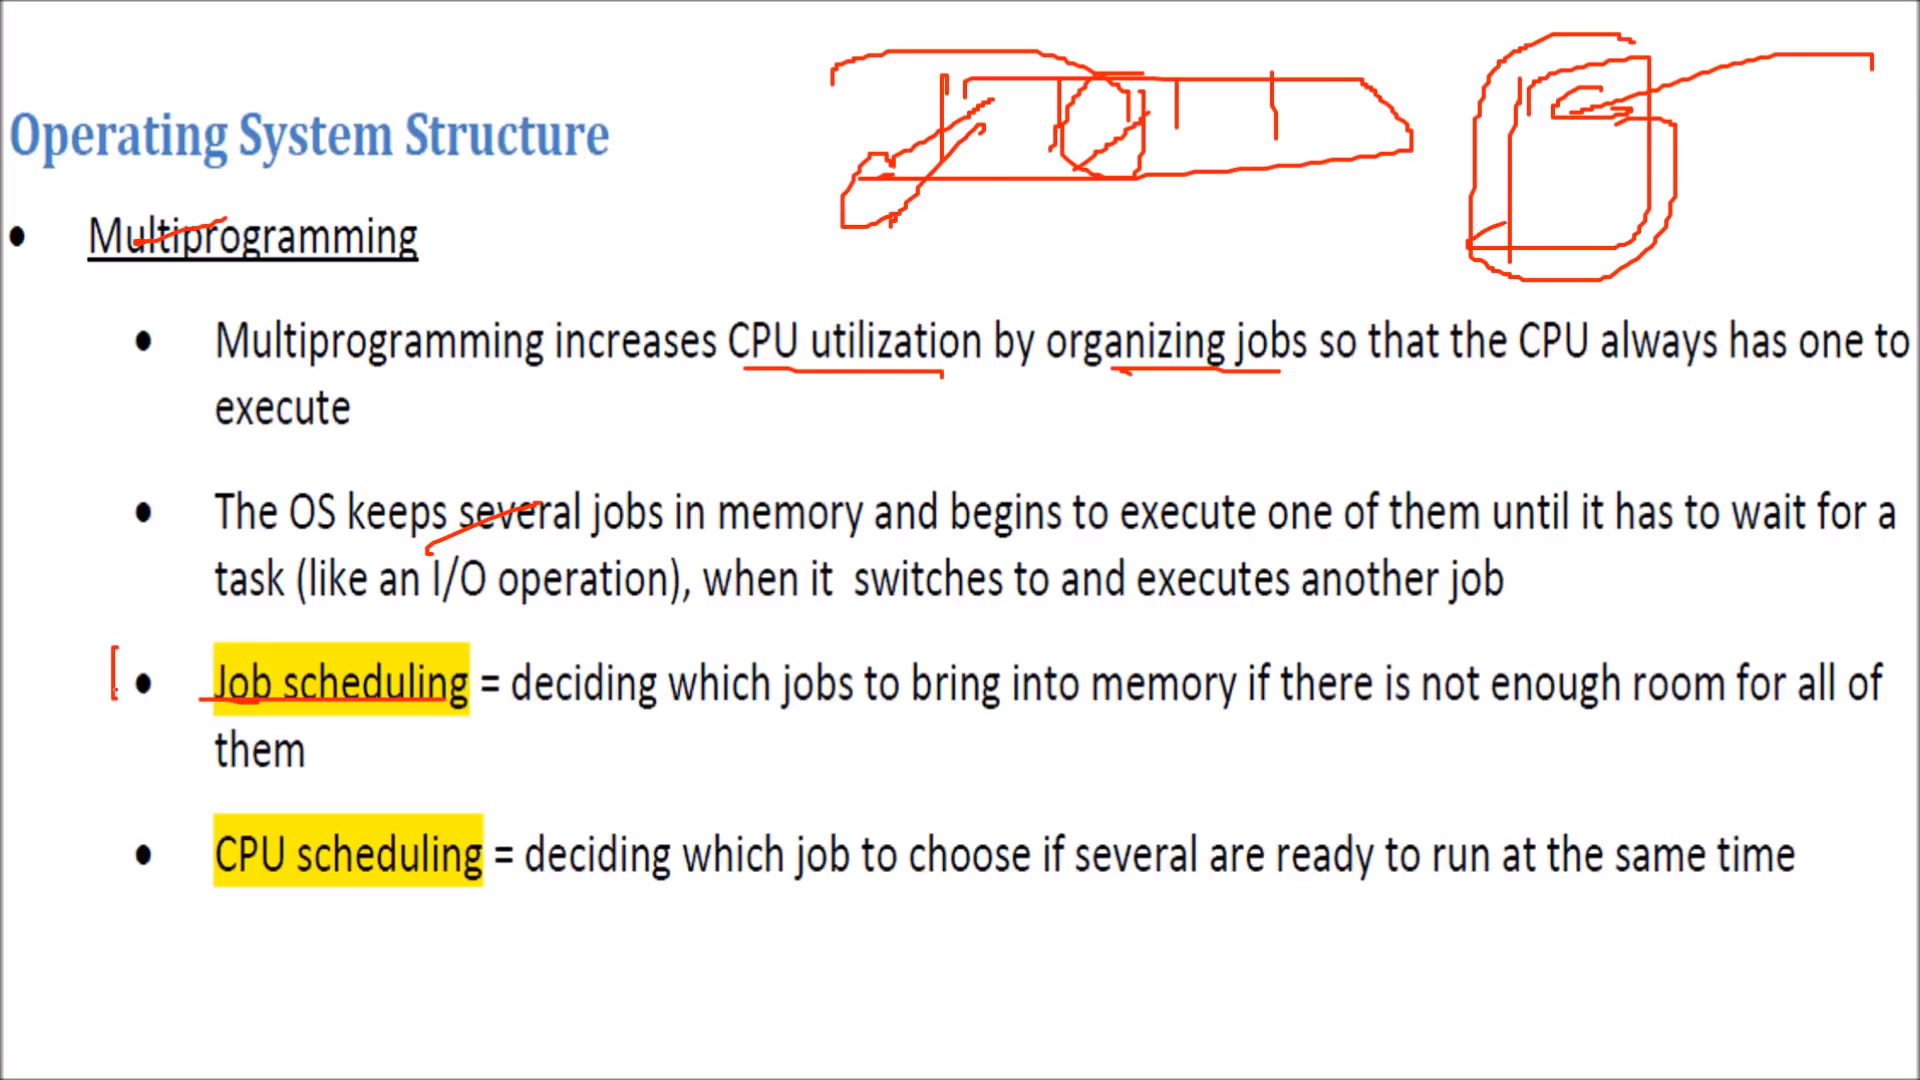 Operating System Structure
• Multiprogramming
• Multiprogramming increases CPU utilization by organizing jobs so that the CPU always has one to
execute
• The OS keeps several jobs in memory and begins to execute one of them until it has to wait for a
task (like an I/O operation), when it switches to and executes another job
• Job scheduling = deciding which jobs to bring into memory if there is not enough room for all of
them
• CPU scheduling = deciding which job to choose if several are ready to run at the same time